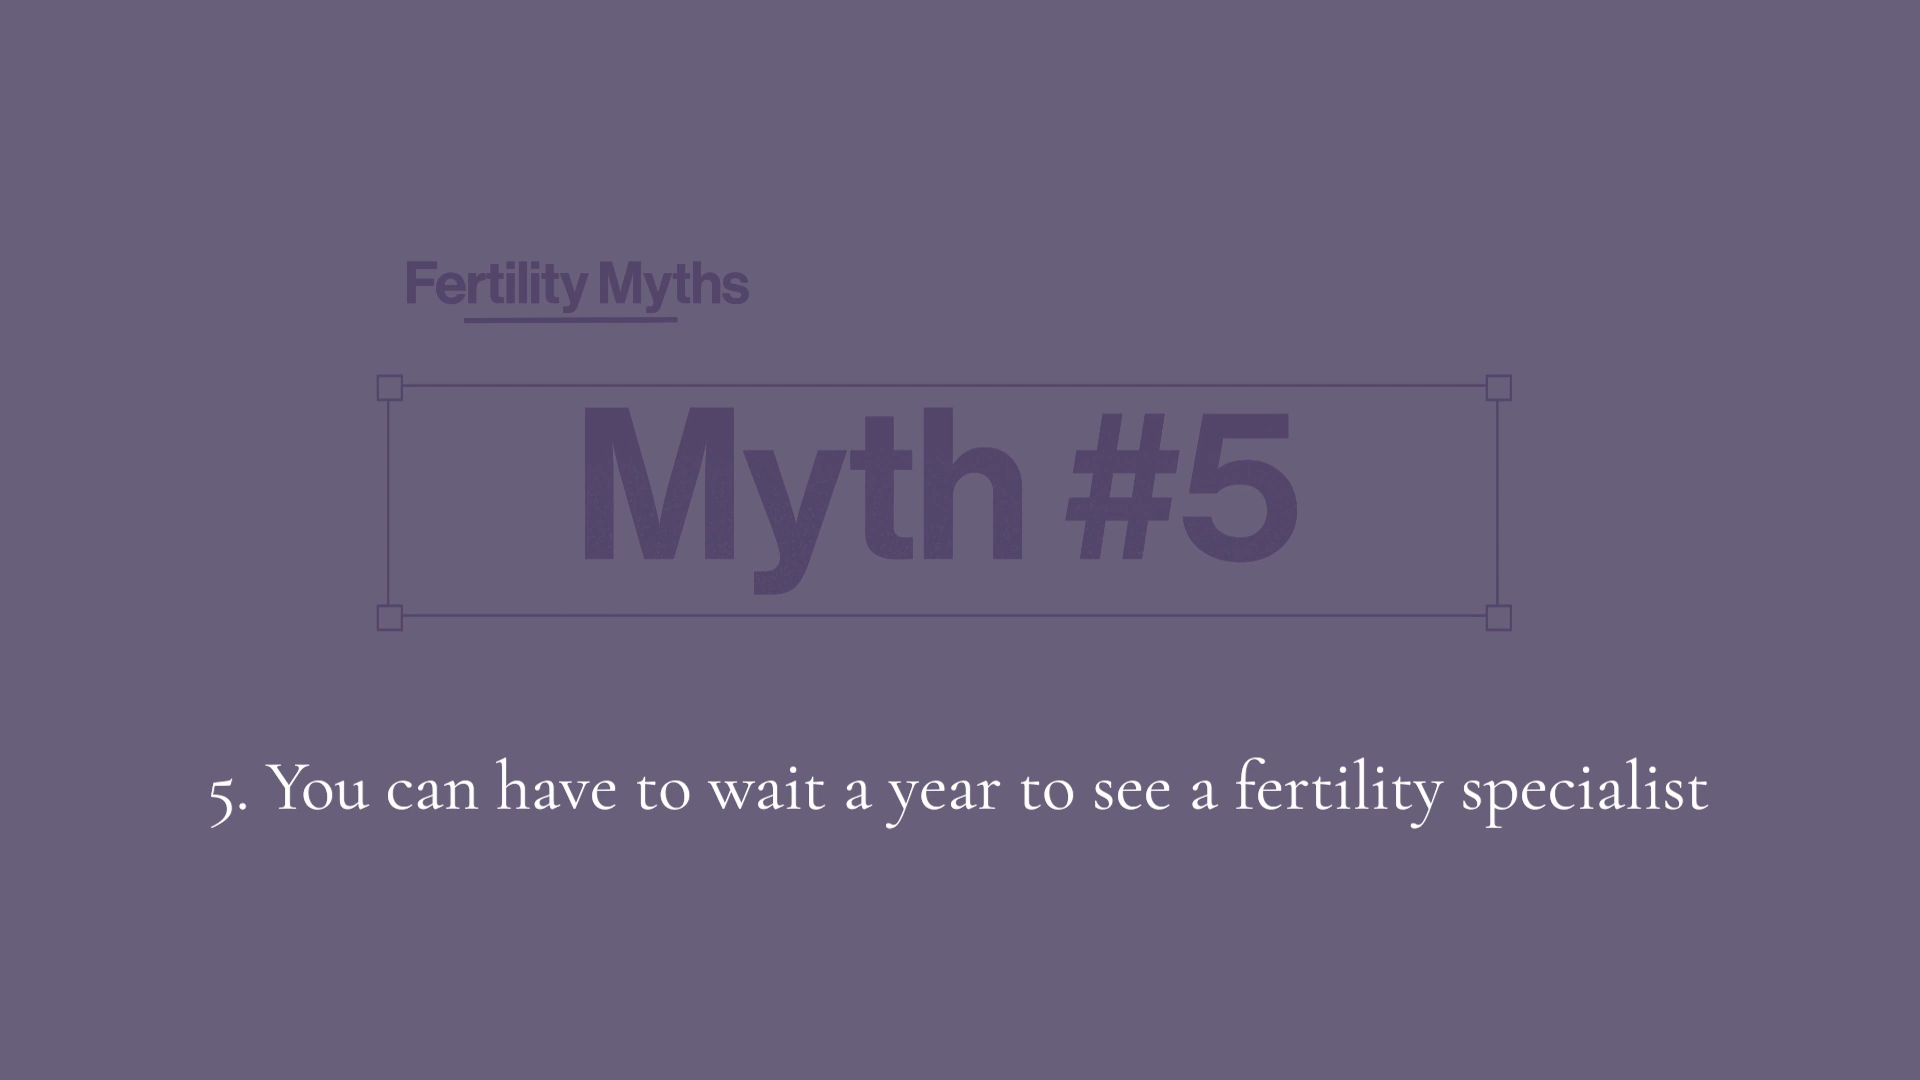 Fertility Myths
Myth #5
5. You can have to wait a year to see a fertility specialist